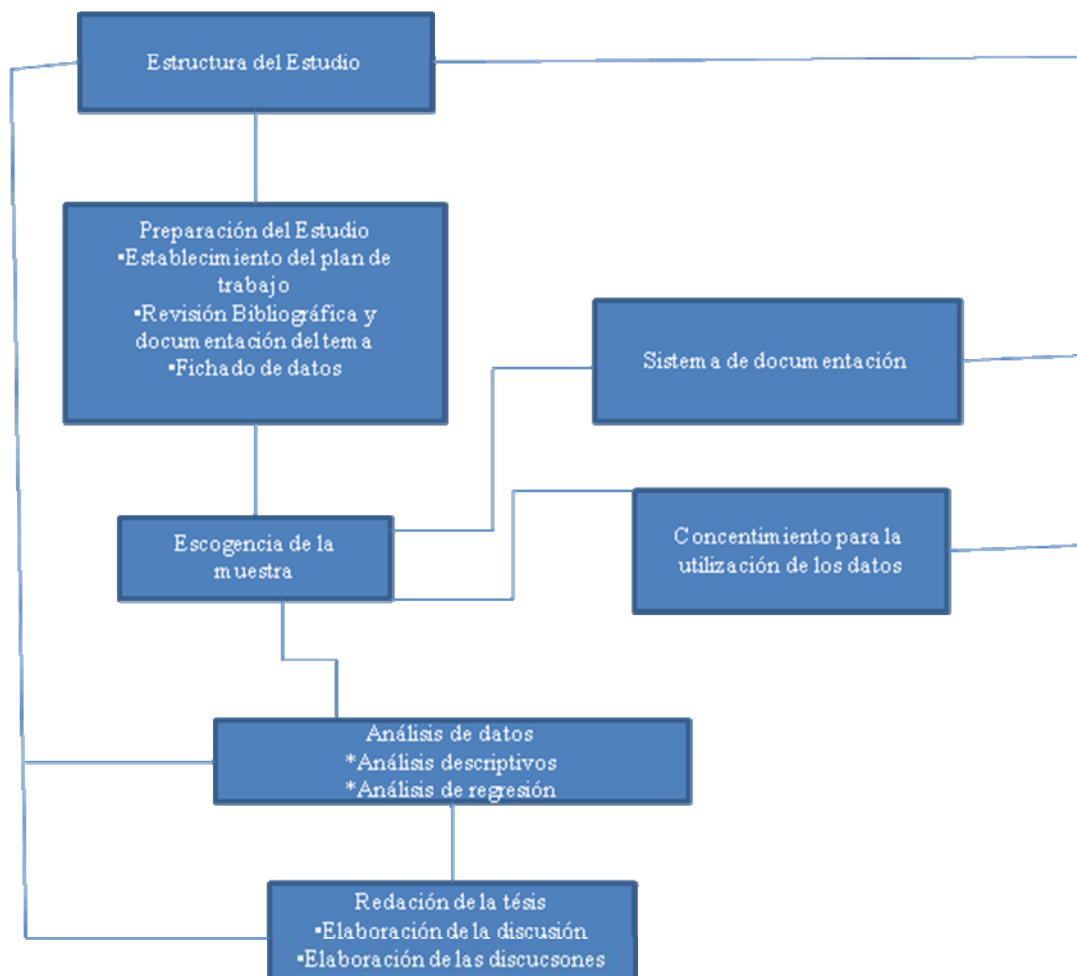 Estructura del Estudio
Preparación del Estudio
▪Establecimiento del plan de
trabajo
▪Revisión Bibliográfica y
documentación del tema
▪Fichado de datos
Sistema de documentación
Escogencia de la
muestra
Concentimiento para la
utilización de los datos
Análisis de datos
*Análisis descriptivos
*Análisis de regresión
Redación de la tésis
▪Elaboración de la discusión
▪Elaboración de las discucsones